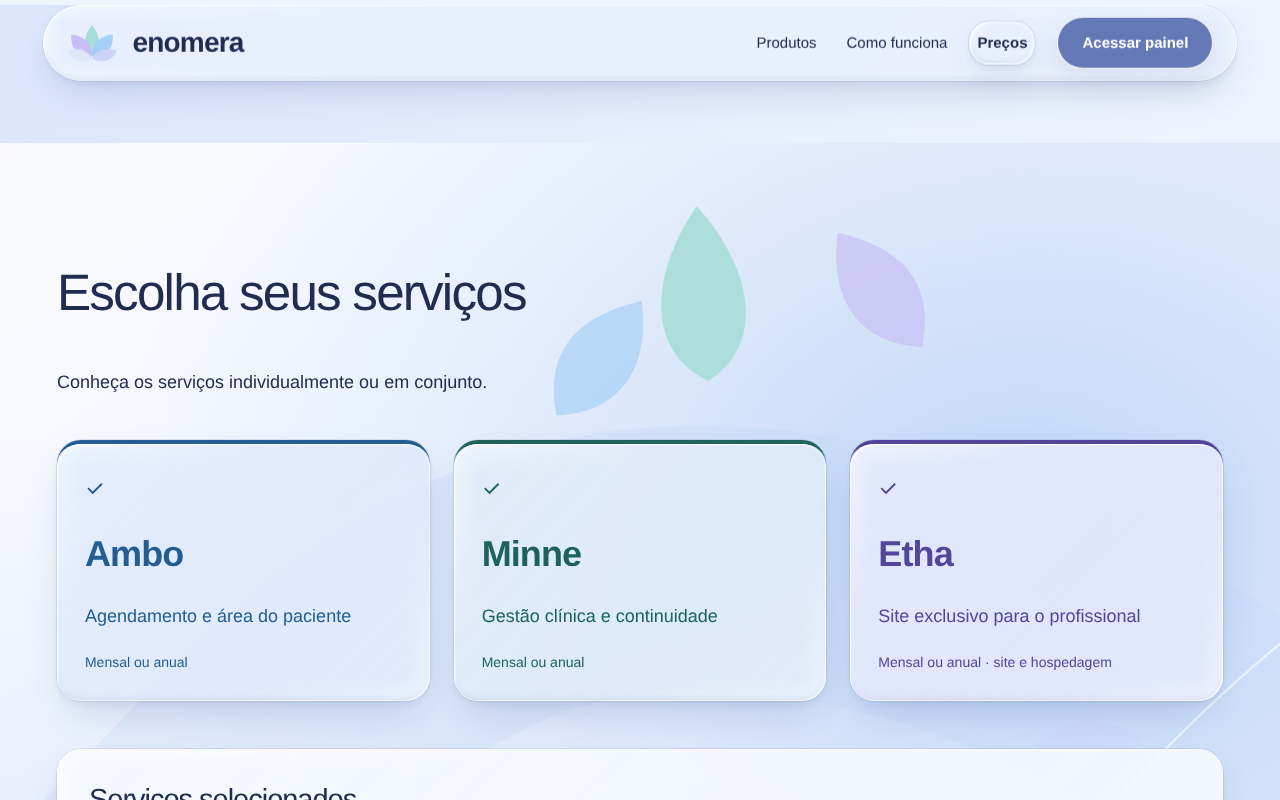 enomera
Produtos
Como funciona
Preços
Acessar painel
Escolha seus serviços
Conheça os serviços individualmente ou em conjunto.
Ambo
Agendamento e área do paciente
Mensal ou anual
Minne
Gestão clínica e continuidade
Mensal ou anual
Etha
Site exclusivo para o profissional
Mensal ou anual · site e hospedagem
Serviços selecionados